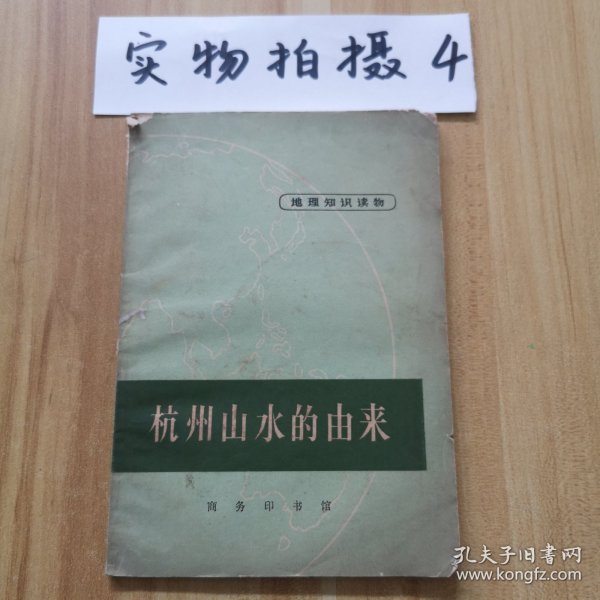 实物拍摄4
地理知识读物
杭州山水的由来
商务印书馆
孔夫子旧书网
www.kongfz.com